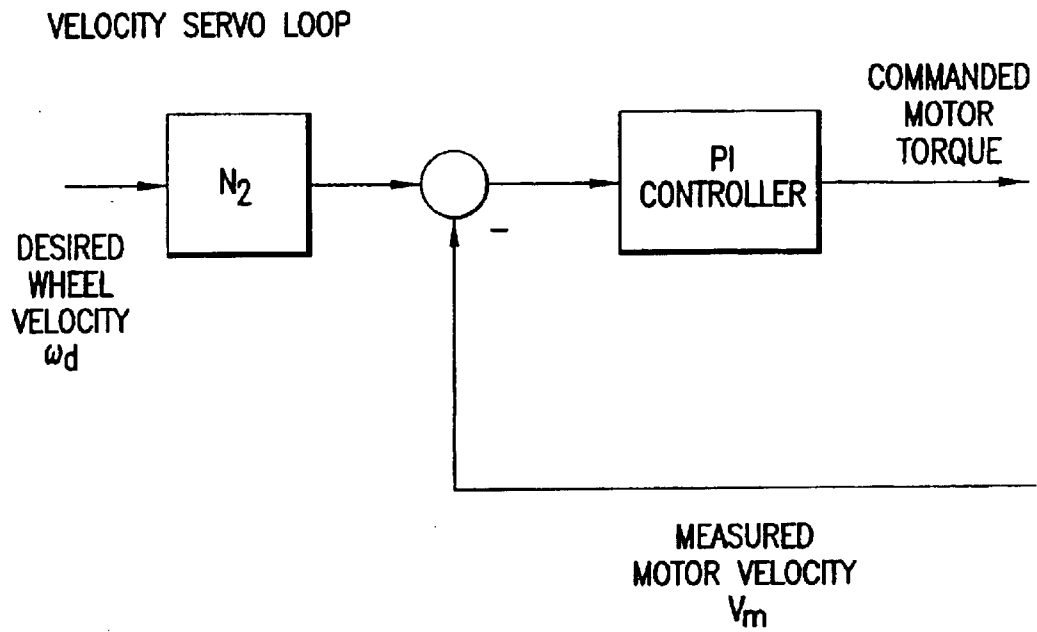 VELOCITY SERVO LOOP
COMMANDED
MOTOR
TORQUE
N2
PI
CONTROLLER
DESIRED
WHEEL
VELOCITY
ωd
−
MEASURED
MOTOR VELOCITY
Vm